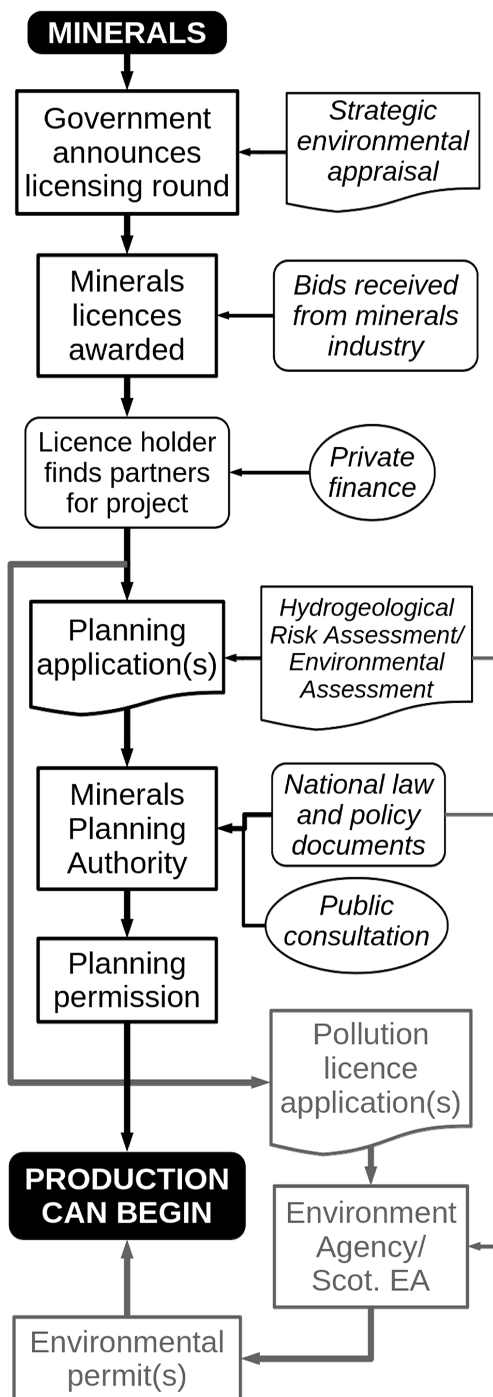 MINERALS
Government
announces
licensing round
Strategic
environmental
appraisal
Minerals
licences
awarded
Bids received
from minerals
industry
Licence holder
finds partners
for project
Private
finance
Planning
application(s)
Hydrogeological
Risk Assessment/
Environmental
Assessment
Minerals
Planning
Authority
National law
and policy
documents
Public
consultation
Planning
permission
Pollution
licence
application(s)
PRODUCTION
CAN BEGIN
Environment
Agency/
Scot. EA
Environmental
permit(s)